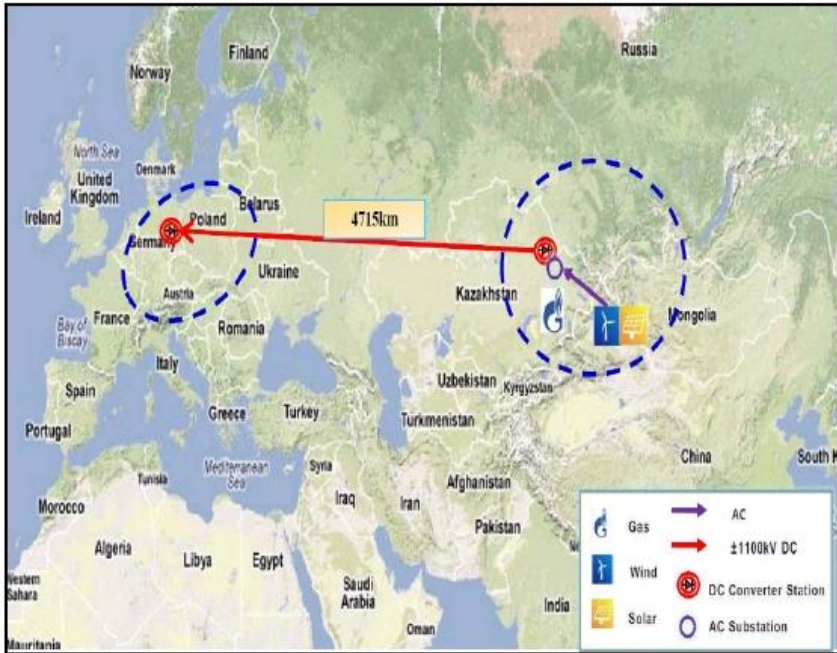 Finland
Russia
Norway
North Sea
Denmark
United
Kingdom
Ireland
Belarus
Poland
4715km
Germany
Ukraine
Kazakhstan
Austria
France
Mongolia
Bay of
Biscay
Romania
Italy
Uzbekistan
Kyrgyzstan
Spain
Greece
Turkey
Turkmenistan
Portugal
China
South K
Mediterranean
Sea
Syria
Tunisia
Afghanistan
Morocco
Iraq
Iran
Pakistan
Algeria
Libya
Egypt
Western
Sahara
Saudi
Arabia
India
Oman
Mauritania
Gas
AC
±1100kV DC
Wind
DC Converter Station
Solar
AC Substation